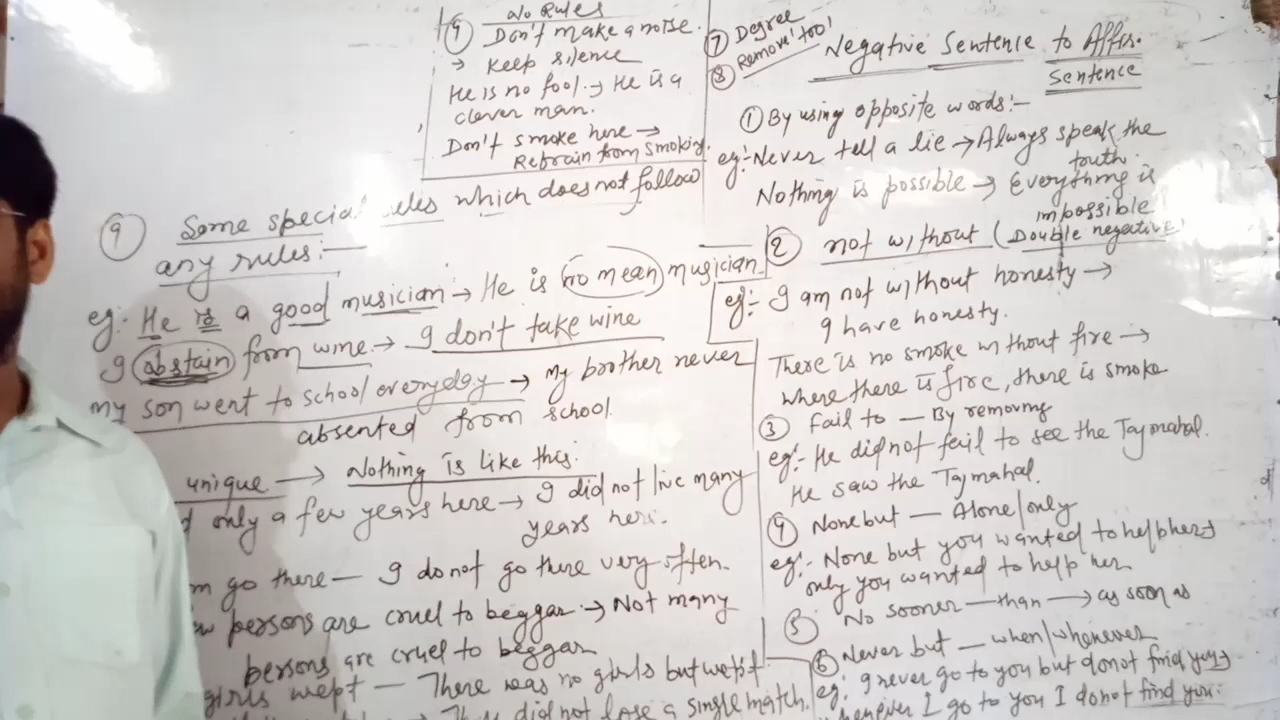 9 No Rules
Don't make a noise.
→ Keep silence
He is no fool. → He is a
clever man.
Don't smoke here →
Rebrain from smoking.
9 Some special rules which does not follow
any rules:—
eg:- He is a good musician → He is no mean musician
I abstain from wine. → I don't take wine
my son went to school everyday → my brother never
absented from school.
unique → Nothing is like this.
only a few years here → I did not live many
years here.
go there — I do not go there very often.
persons are cruel to beggar → Not many
persons are cruel to beggar
girls wept — There was no girls but wept
did not lose a single match.
7 Degree
8 Remove 'too'
Negative Sentence to Affir.
Sentence
1 By using opposite words:—
eg:- Never tell a lie → Always speak the
truth.
Nothing is possible → Everything is
impossible
2 not without (Double negative)
eg:- I am not without honesty →
I have honesty.
There is no smoke without fire →
where there is fire, there is smoke
3 Fail to — By removing
eg:- He did not fail to see the Tajmahal.
He saw the Tajmahal.
4 None but — Alone/only
eg:- None but you wanted to help her
only you wanted to help her
5 No sooner — than → as soon as
6 Never but — when/whenever
eg. I never go to you but donot find you
whenever I go to you I donot find you.